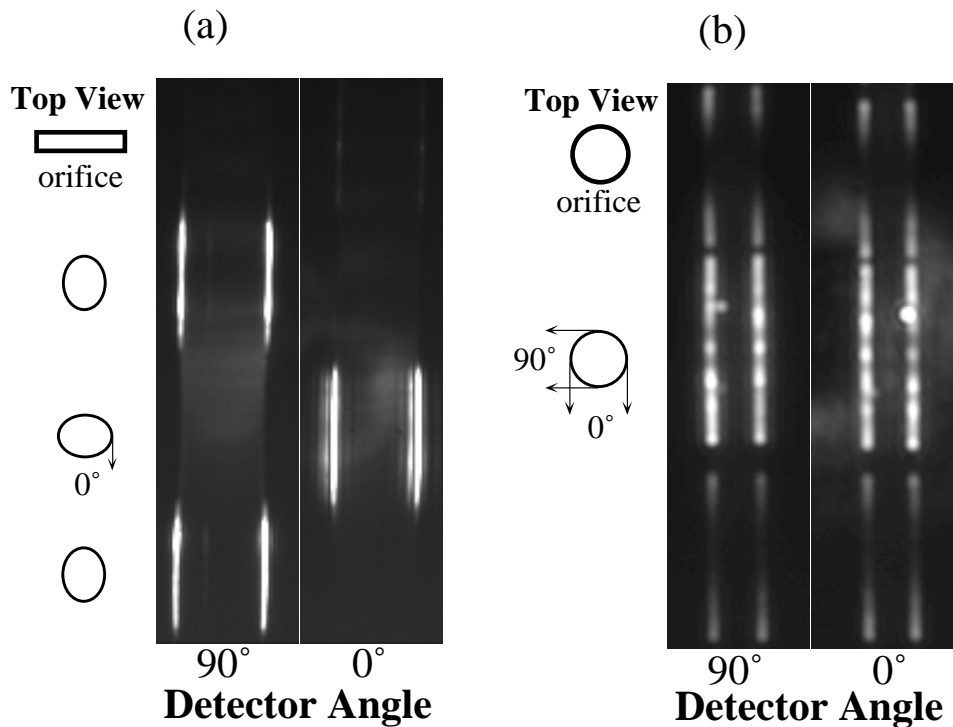 (a)
Top View
orifice
0°
90°
0°
Detector Angle
(b)
Top View
orifice
90°
0°
90°
0°
Detector Angle